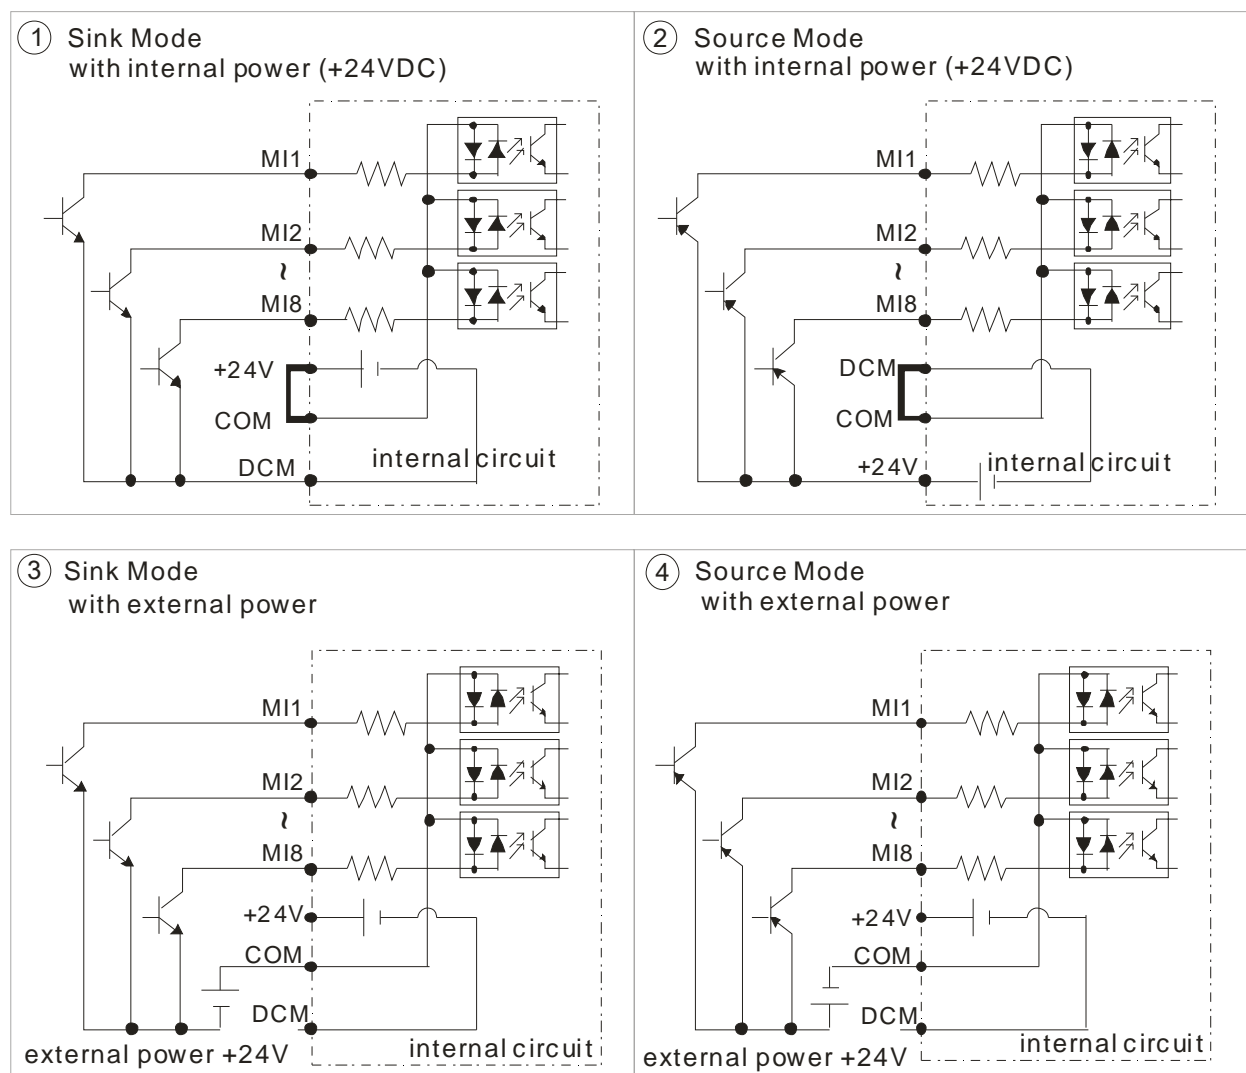 1 Sink Mode
with internal power (+24VDC)
MI1
MI2
~
MI8
+24V
COM
DCM
internal circuit
2 Source Mode
with internal power (+24VDC)
MI1
MI2
~
MI8
DCM
COM
+24V
internal circuit
3 Sink Mode
with external power
MI1
MI2
~
MI8
+24V
COM
DCM
external power +24V
internal circuit
4 Source Mode
with external power
MI1
MI2
~
MI8
+24V
COM
DCM
external power +24V
internal circuit